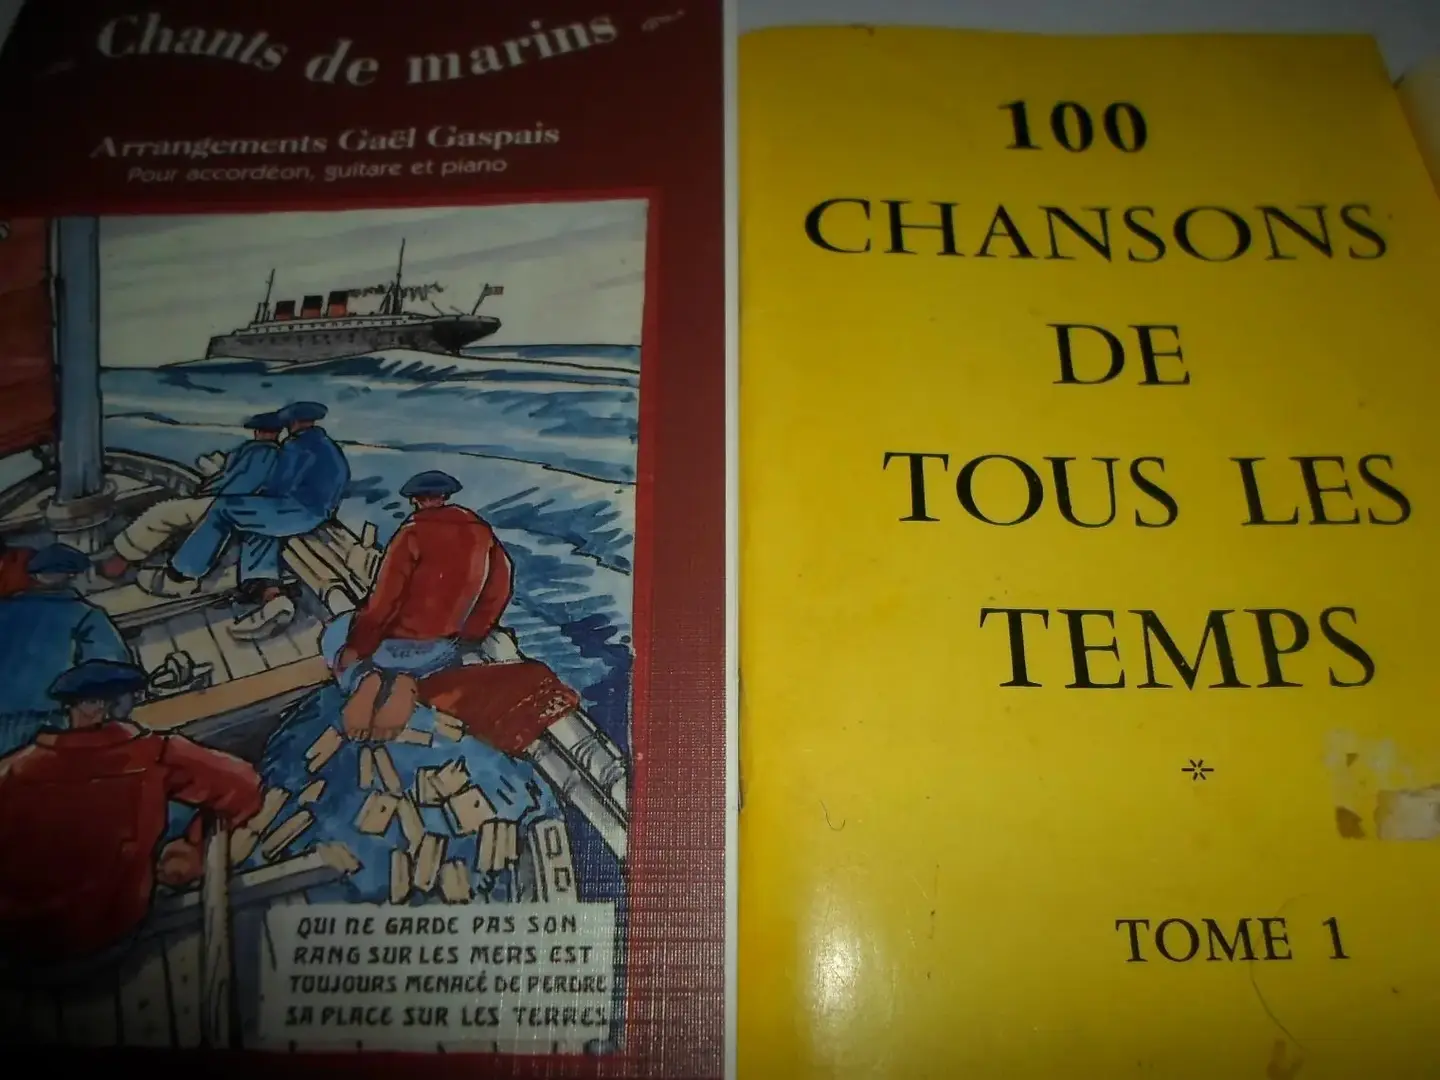 Chants de marins
Arrangements Gaël Gaspais
Pour accordéon, guitare et piano
QUI NE GARDE PAS SON
RANG SUR LES MERS EST
TOUJOURS MENACÉ DE PERDRE
SA PLACE SUR LES TERRES
100
CHANSONS
DE
TOUS LES
TEMPS
TOME 1